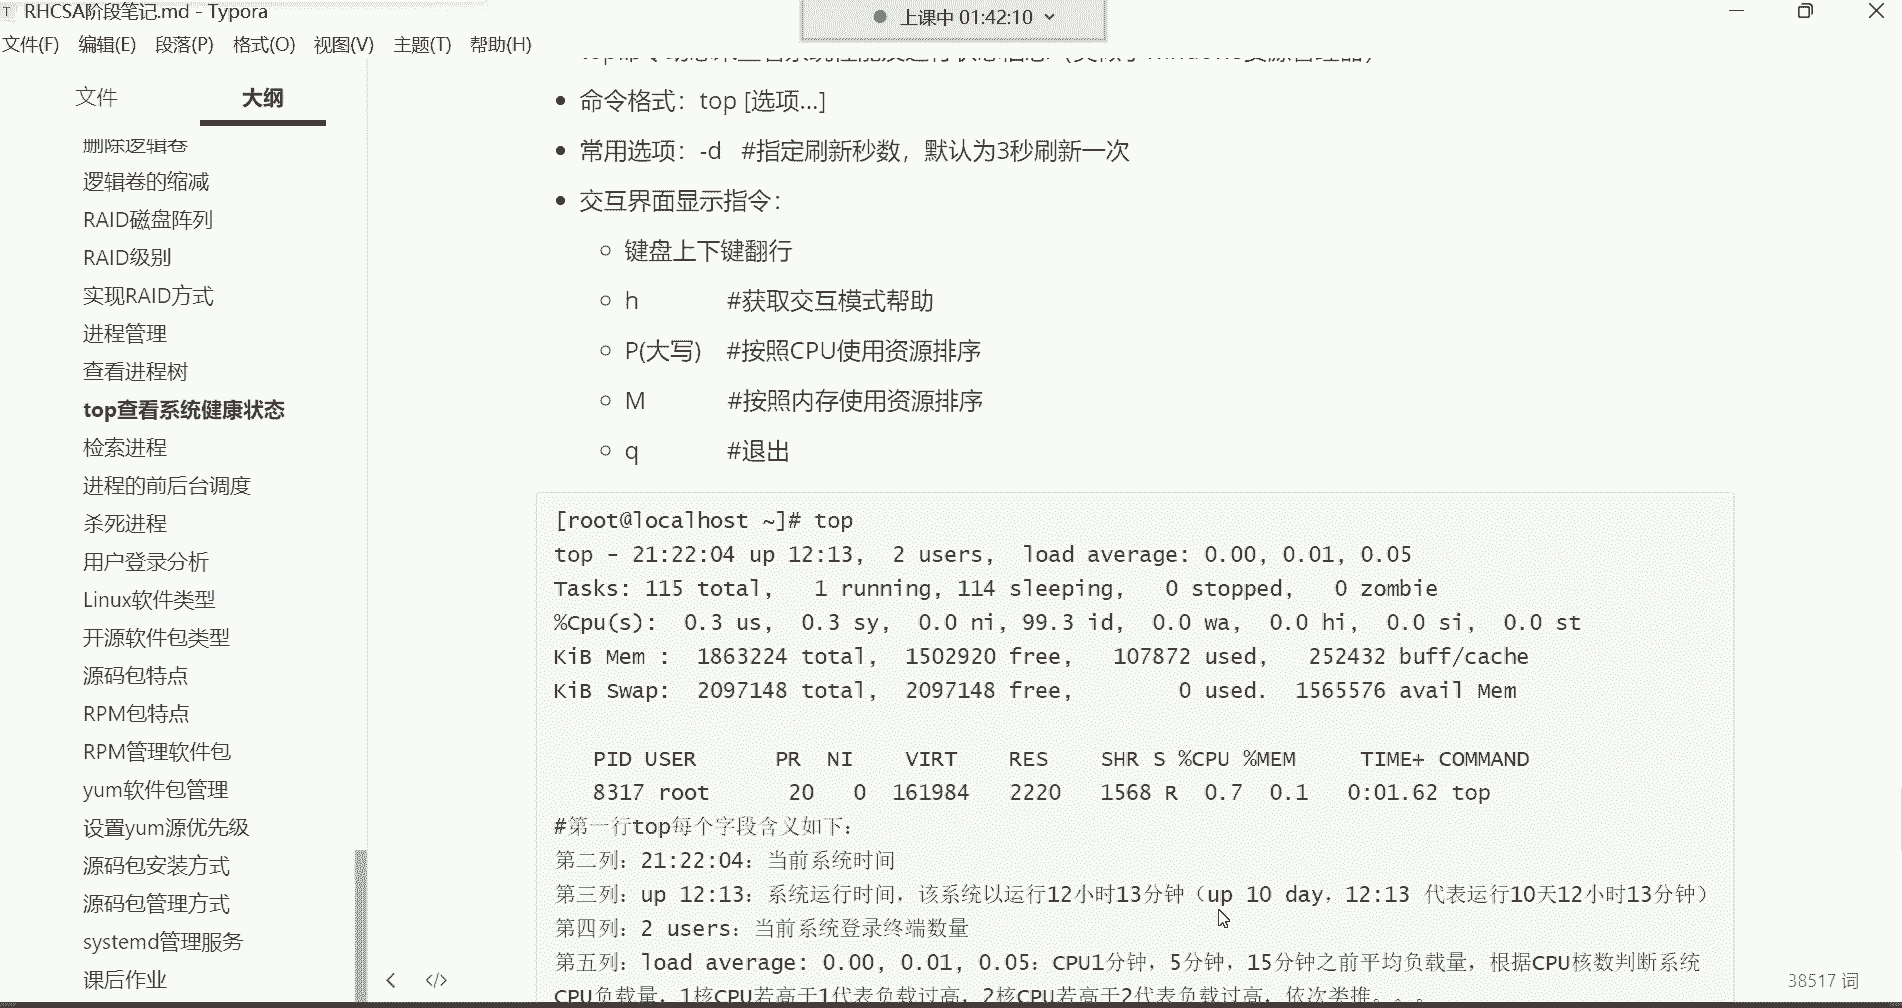 RHCSA阶段笔记.md - Typora
上课中 01:42:10
文件(F) 编辑(E) 段落(P) 格式(O) 视图(V) 主题(T) 帮助(H)
文件 大纲
删除逻辑卷
逻辑卷的缩减
RAID磁盘阵列
RAID级别
实现RAID方式
进程管理
查看进程树
top查看系统健康状态
检索进程
进程的前后台调度
杀死进程
用户登录分析
Linux软件类型
开源软件包类型
源码包特点
RPM包特点
RPM管理软件包
yum软件包管理
设置yum源优先级
源码包安装方式
源码包管理方式
systemd管理服务
课后作业
命令格式：top [选项...]
常用选项：-d #指定刷新秒数，默认为3秒刷新一次
交互界面显示指令：
键盘上下键翻行
h #获取交互模式帮助
P(大写) #按照CPU使用资源排序
M #按照内存使用资源排序
q #退出
[root@localhost ~]# top
top - 21:22:04 up 12:13, 2 users, load average: 0.00, 0.01, 0.05
Tasks: 115 total, 1 running, 114 sleeping, 0 stopped, 0 zombie
%Cpu(s): 0.3 us, 0.3 sy, 0.0 ni, 99.3 id, 0.0 wa, 0.0 hi, 0.0 si, 0.0 st
KiB Mem : 1863224 total, 1502920 free, 107872 used, 252432 buff/cache
KiB Swap: 2097148 total, 2097148 free, 0 used. 1565576 avail Mem
PID USER PR NI VIRT RES SHR S %CPU %MEM TIME+ COMMAND
8317 root 20 0 161984 2220 1568 R 0.7 0.1 0:01.62 top
#第一行top每个字段含义如下：
第二列：21:22:04：当前系统时间
第三列：up 12:13：系统运行时间，该系统以运行12小时13分钟（up 10 day，12:13 代表运行10天12小时13分钟）
第四列：2 users：当前系统登录终端数量
第五列：load average: 0.00, 0.01, 0.05：CPU1分钟，5分钟，15分钟之前平均负载量，根据CPU核数判断系统
CPU负载量，1核CPU若高于1代表负载过高，2核CPU若高于2代表负载过高，依次类推。。。
38517 词